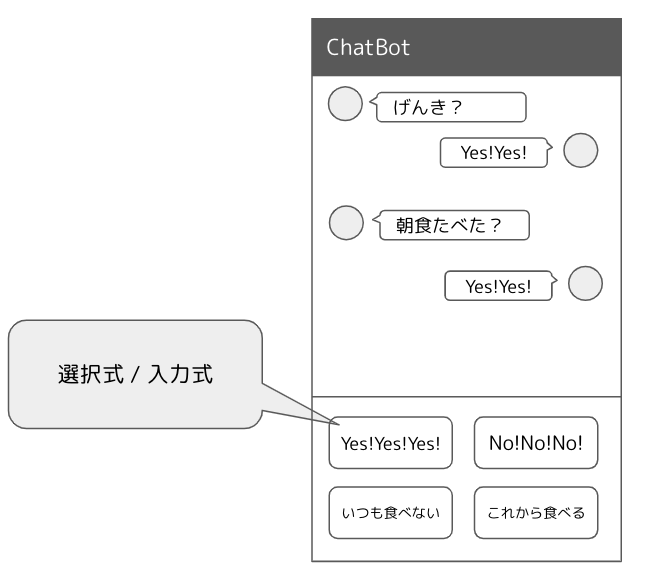 ChatBot
げんき？
Yes!Yes!
朝食たべた？
Yes!Yes!
選択式 / 入力式
Yes!Yes!Yes!
No!No!No!
いつも食べない
これから食べる